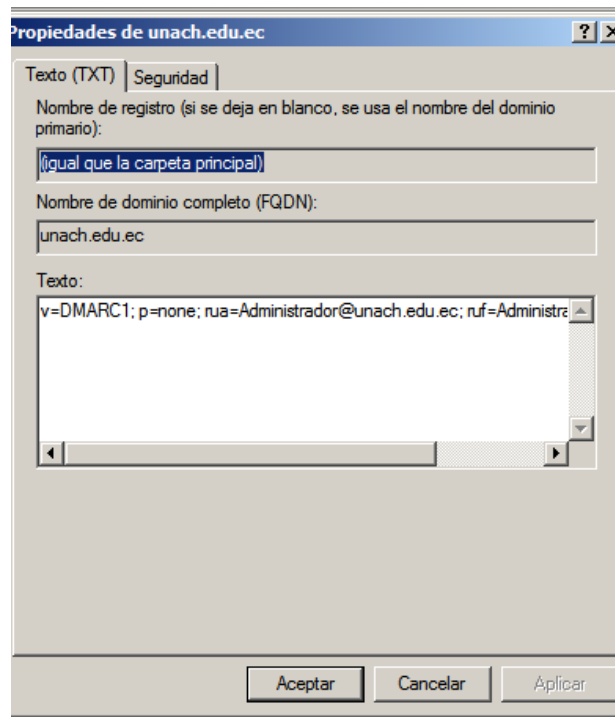 Propiedades de unach.edu.ec
Texto (TXT)
Seguridad
Nombre de registro (si se deja en blanco, se usa el nombre del dominio
primario):
(igual que la carpeta principal)
Nombre de dominio completo (FQDN):
unach.edu.ec
Texto:
v=DMARC1; p=none; rua=Administrador@unach.edu.ec; ruf=Administra
Aceptar
Cancelar
Aplicar